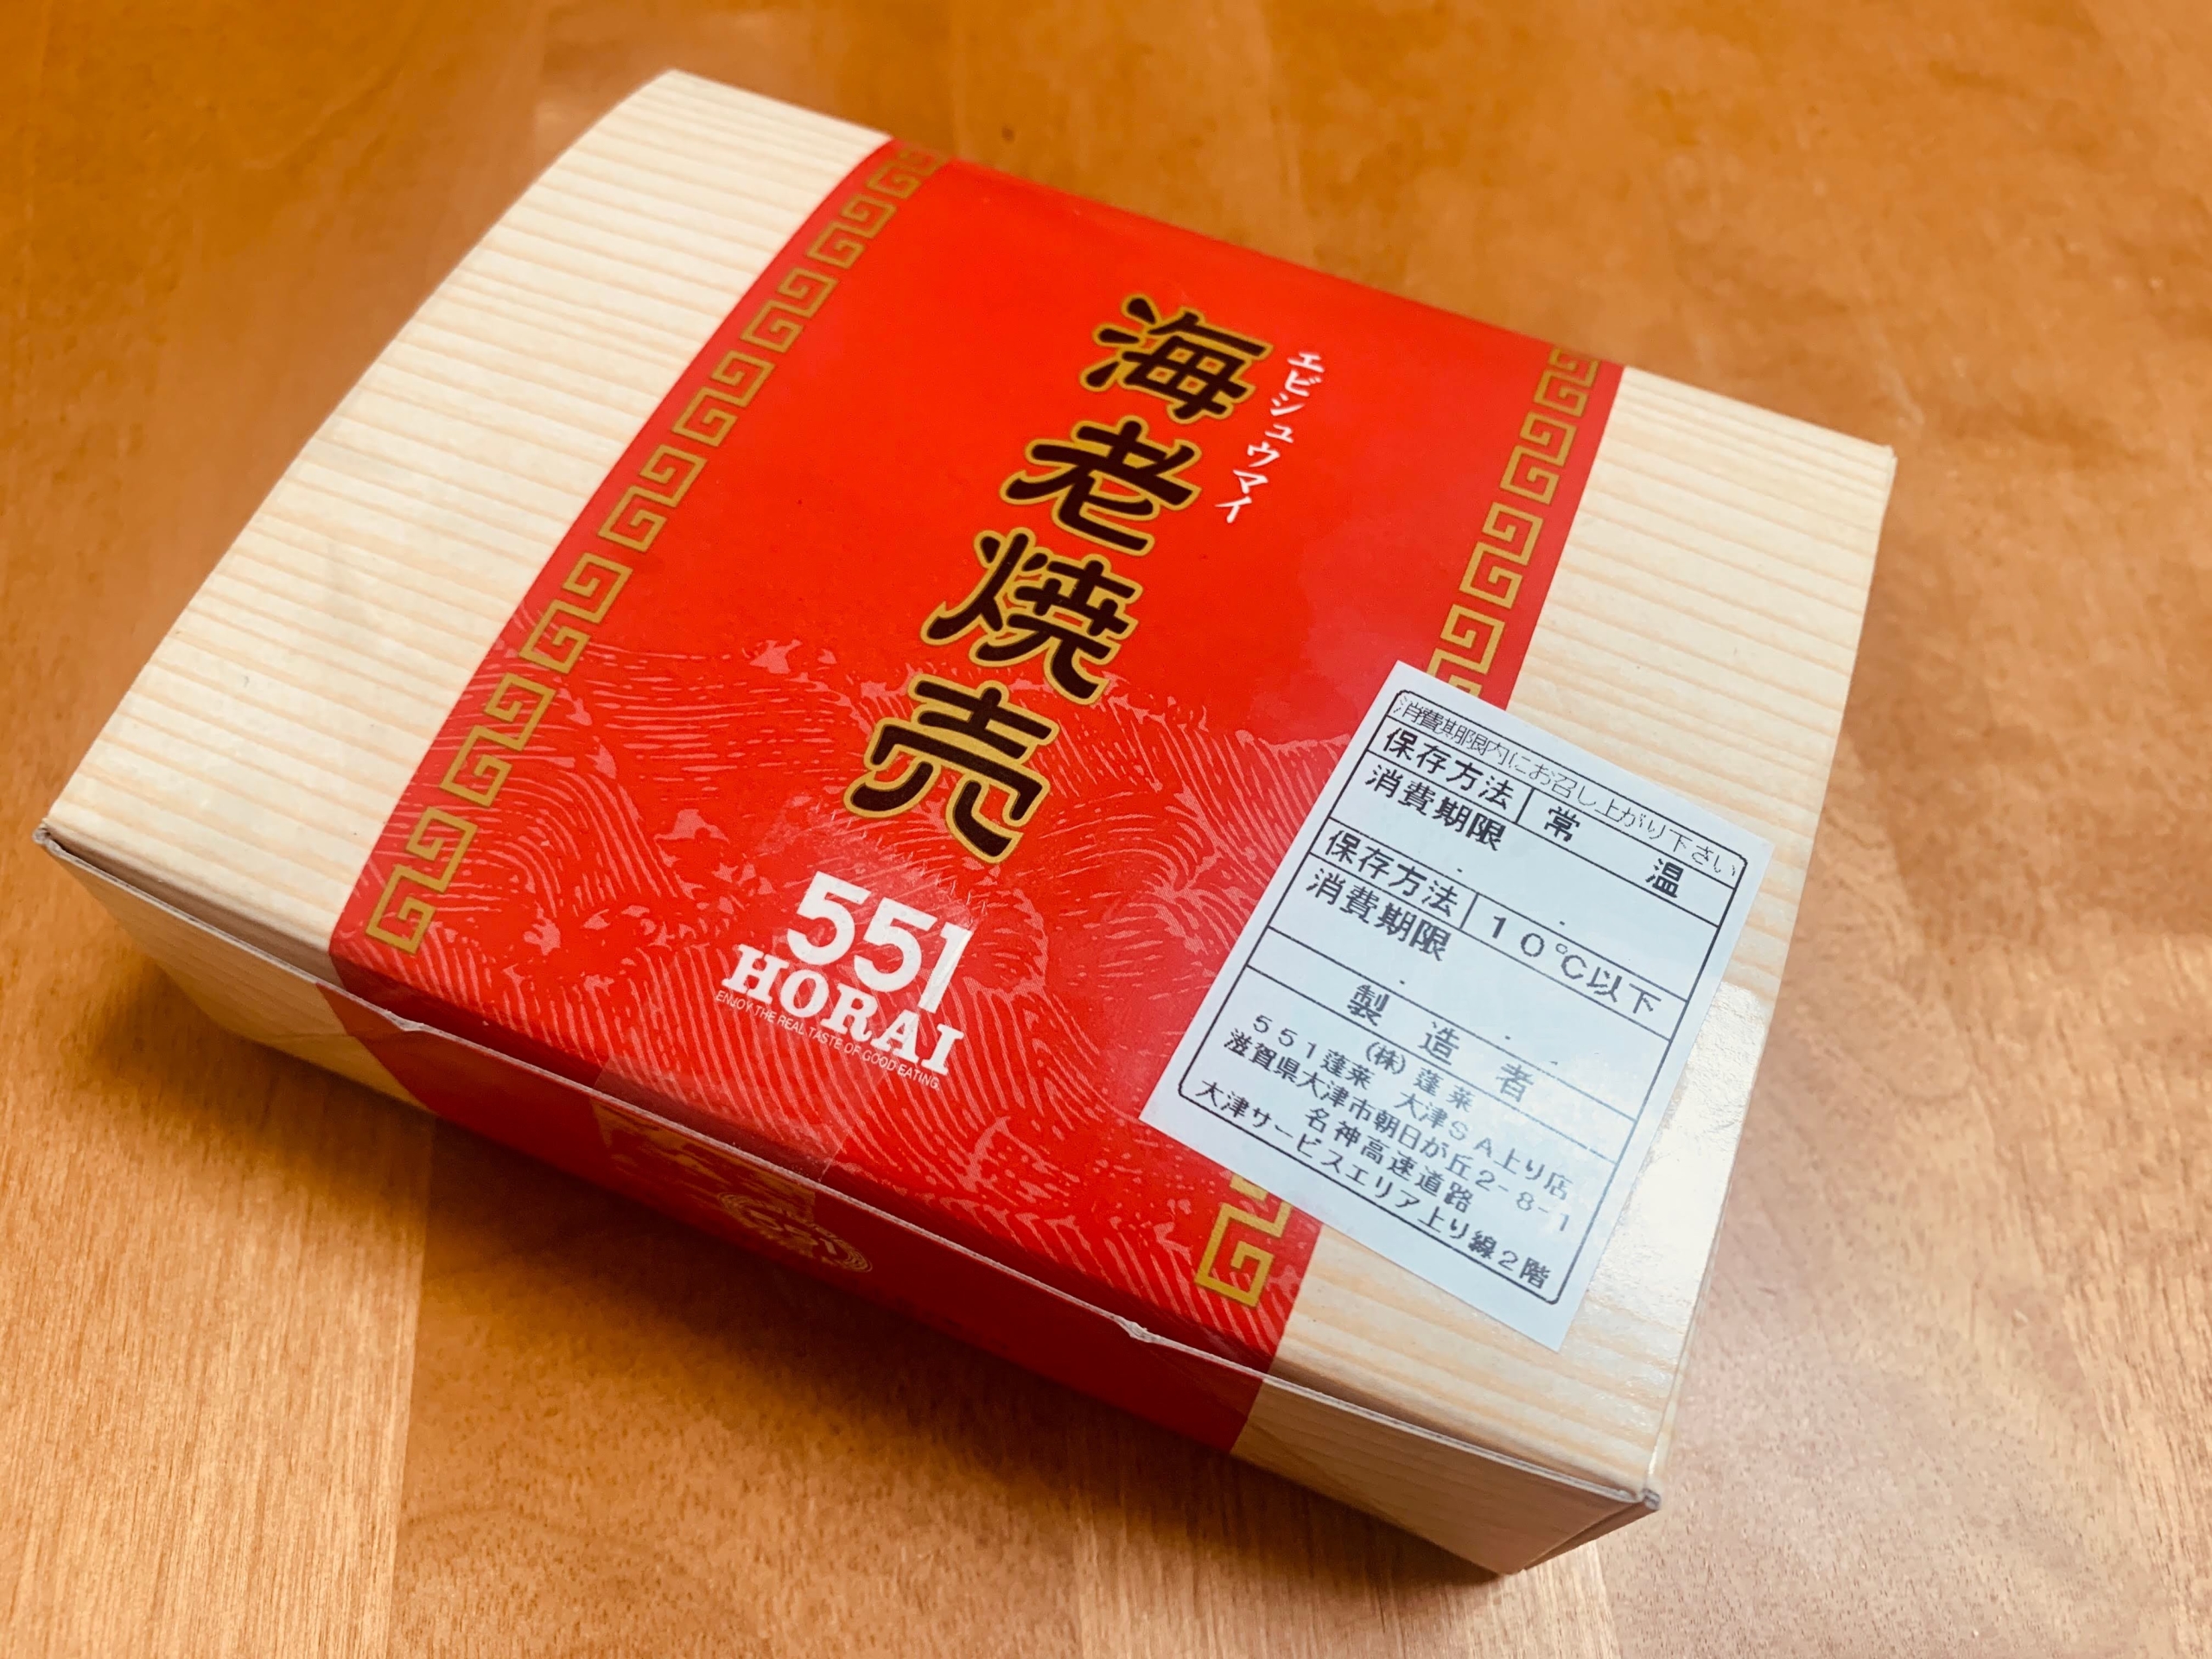 エビシュウマイ
海老焼売
551
HORAI
ENJOY THE REAL TASTE OF GOOD EATING.
消費期限内にお召し上がり下さい
保存方法 常 温
消費期限
保存方法 10℃以下
消費期限
製 造 者
(株) 蓬莱
551蓬莱 大津SA上り店
滋賀県大津市朝日が丘2-8-1
名神高速道路
大津サービスエリア上り線2階